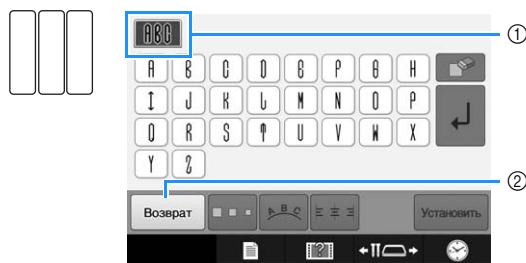 ABC ①
A B C D E F G H
I J K L M N O P
Q R S T U V W X
Y Z
②
Возврат A B C Установить
?